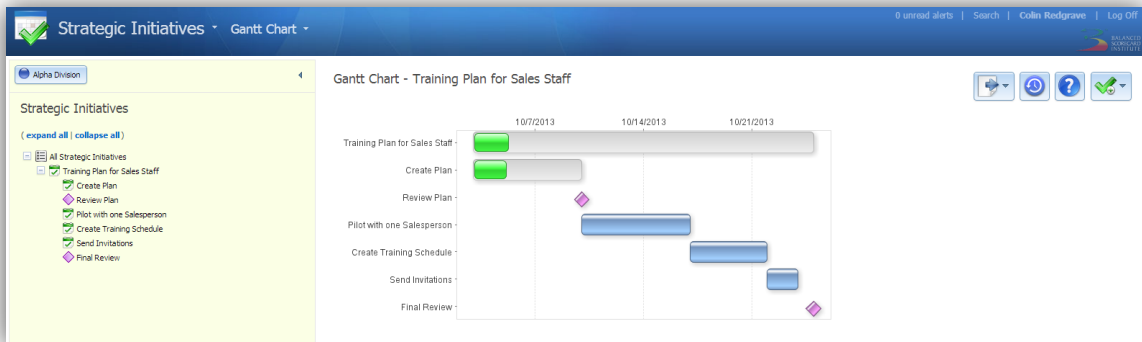 Strategic Initiatives Gantt Chart
0 unread alerts | Search | Colin Redgrave | Log Off
BALANCED
SCORECARD
INSTITUTE
Alpha Division
Strategic Initiatives
( expand all | collapse all )
All Strategic Initiatives
Training Plan for Sales Staff
Create Plan
Review Plan
Pilot with one Salesperson
Create Training Schedule
Send Invitations
Final Review
Gantt Chart - Training Plan for Sales Staff
10/7/2013 10/14/2013 10/21/2013
Training Plan for Sales Staff
Create Plan
Review Plan
Pilot with one Salesperson
Create Training Schedule
Send Invitations
Final Review